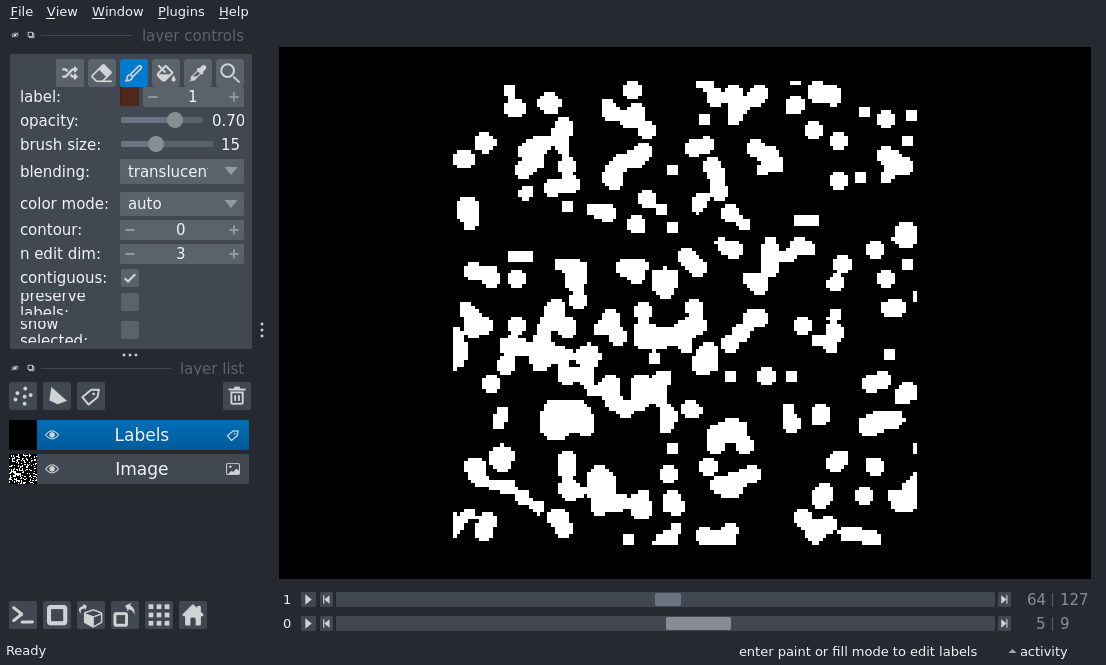 File View Window Plugins Help
layer controls
label: 1
opacity: 0.70
brush size: 15
blending: translucen
color mode: auto
contour: 0
n edit dim: 3
contiguous:
preserve
labels:
show
selected:
layer list
Labels
Image
1 64 | 127
0 5 | 9
Ready enter paint or fill mode to edit labels activity